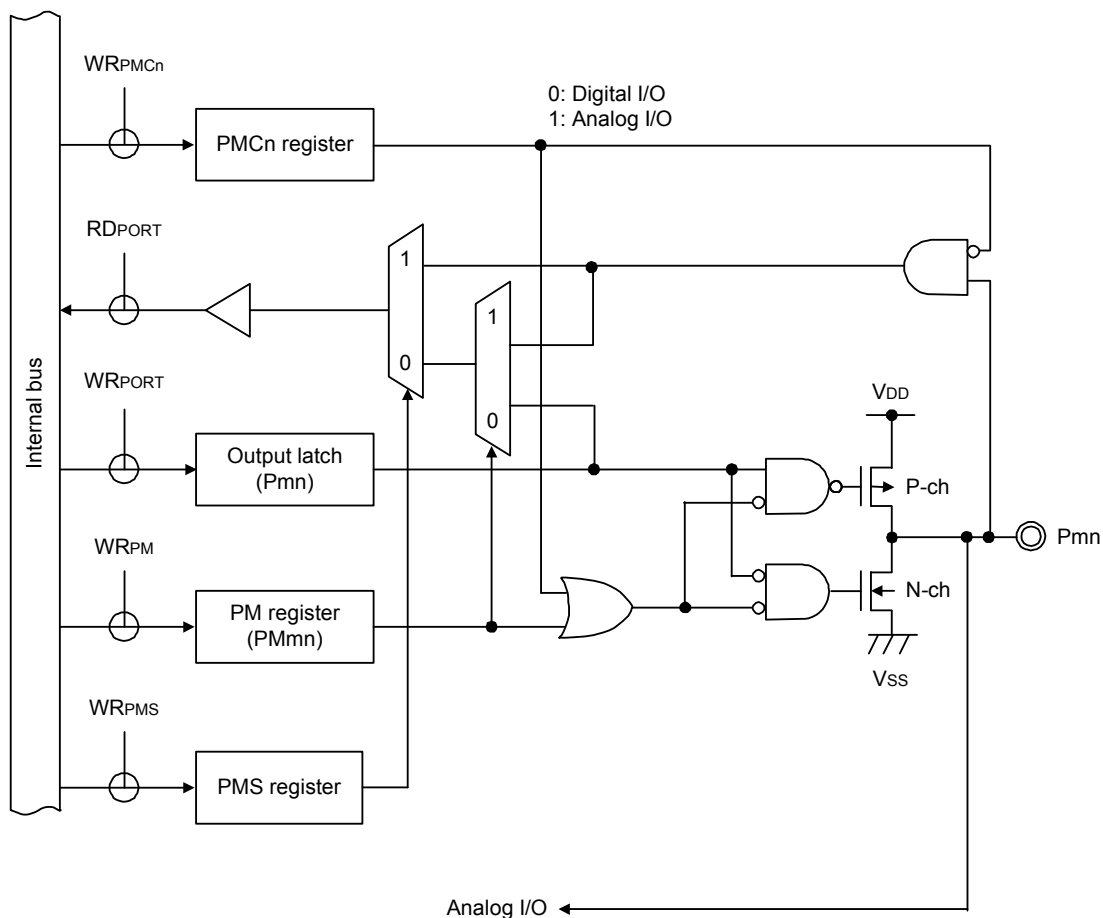 WRPMCn
0: Digital I/O
1: Analog I/O
PMCn register
RDPORT
1
1
0
WRPORT
0
VDD
Internal bus
Output latch
(Pmn)
P-ch
Pmn
WRPM
N-ch
PM register
(PMmn)
VSS
WRPMS
PMS register
Analog I/O